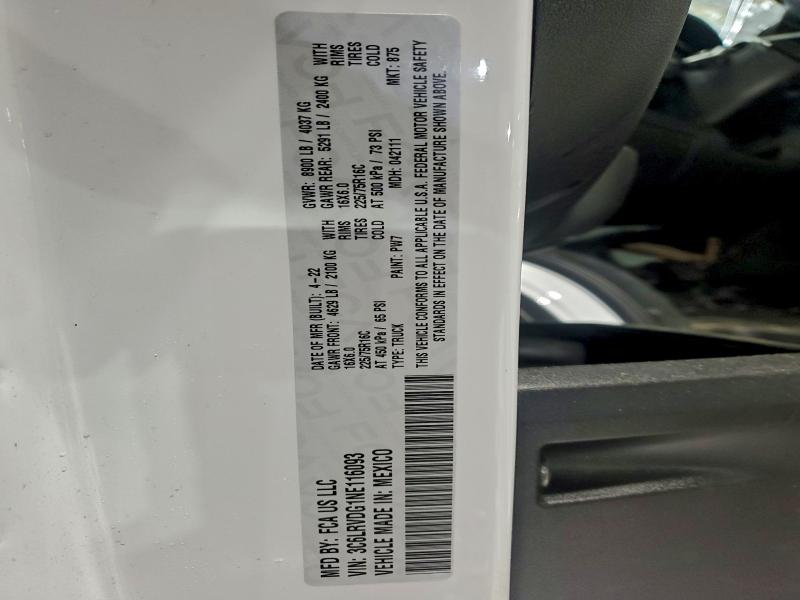 MFD BY: FCA US LLC
VIN: 3C6LRVDG1NE116093
VEHICLE MADE IN: MEXICO
DATE OF MFR (BUILT): 4-22
GVWR: 8900 LB / 4037 KG
GAWR FRONT: 4629 LB / 2100 KG WITH
GAWR REAR: 5291 LB / 2400 KG WITH
16X6.0 RIMS
16X6.0 RIMS
225/75R16C TIRES
225/75R16C TIRES
AT 450 kPa / 65 PSI COLD
AT 500 kPa / 73 PSI COLD
TYPE: TRUCK PAINT: PW7 MDH: 042111 MKT: 875
THIS VEHICLE CONFORMS TO ALL APPLICABLE U.S.A. FEDERAL MOTOR VEHICLE SAFETY
STANDARDS IN EFFECT ON THE DATE OF MANUFACTURE SHOWN ABOVE.